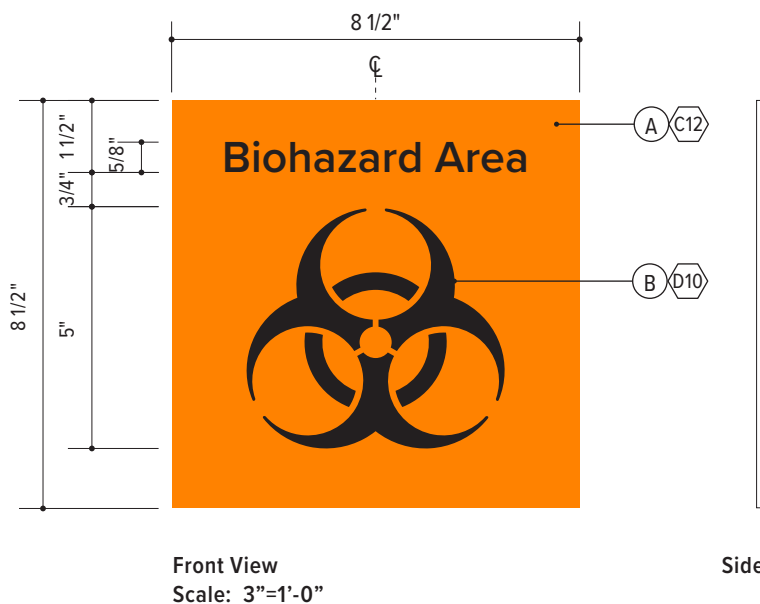 8 1/2"
℄
A C12
1 1/2"
5/8"
Biohazard Area
3/4"
B D10
8 1/2"
5"
Front View
Side
Scale: 3”=1’-0”